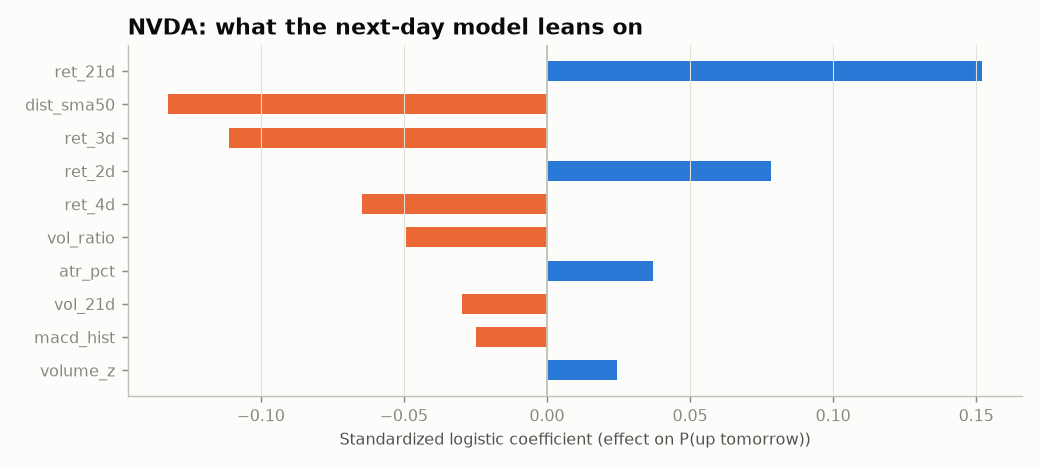 NVDA: what the next-day model leans on
ret_21d
dist_sma50
ret_3d
ret_2d
ret_4d
vol_ratio
atr_pct
vol_21d
macd_hist
volume_z
−0.10 −0.05 0.00 0.05 0.10 0.15
Standardized logistic coefficient (effect on P(up tomorrow))